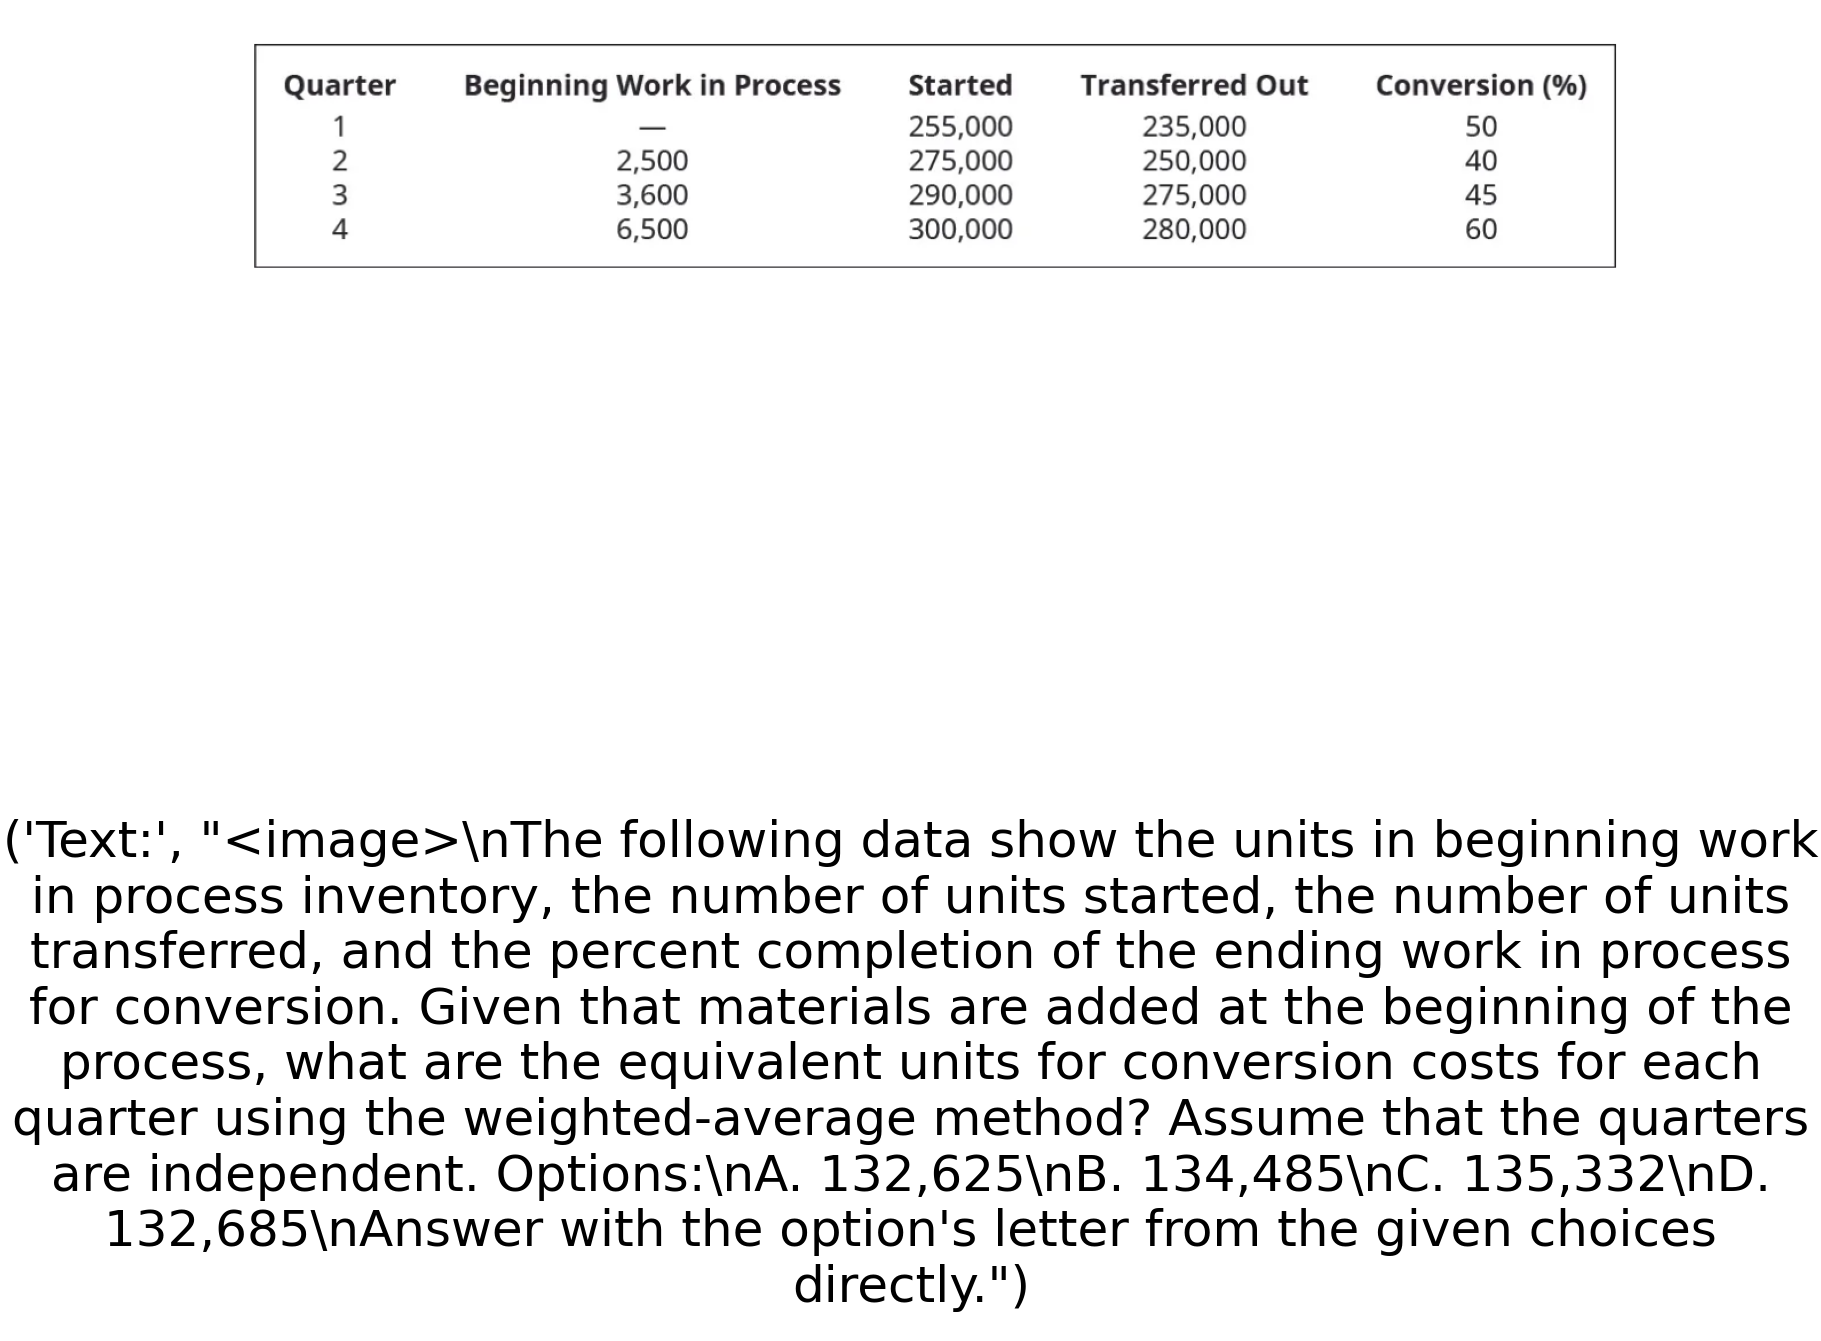 Quarter Beginning Work in Process Started Transferred Out Conversion (%)
1 — 255,000 235,000 50
2 2,500 275,000 250,000 40
3 3,600 290,000 275,000 45
4 6,500 300,000 280,000 60
('Text:', "<image>\nThe following data show the units in beginning work
in process inventory, the number of units started, the number of units
transferred, and the percent completion of the ending work in process
for conversion. Given that materials are added at the beginning of the
process, what are the equivalent units for conversion costs for each
quarter using the weighted-average method? Assume that the quarters
are independent. Options:\nA. 132,625\nB. 134,485\nC. 135,332\nD.
132,685\nAnswer with the option's letter from the given choices
directly.")